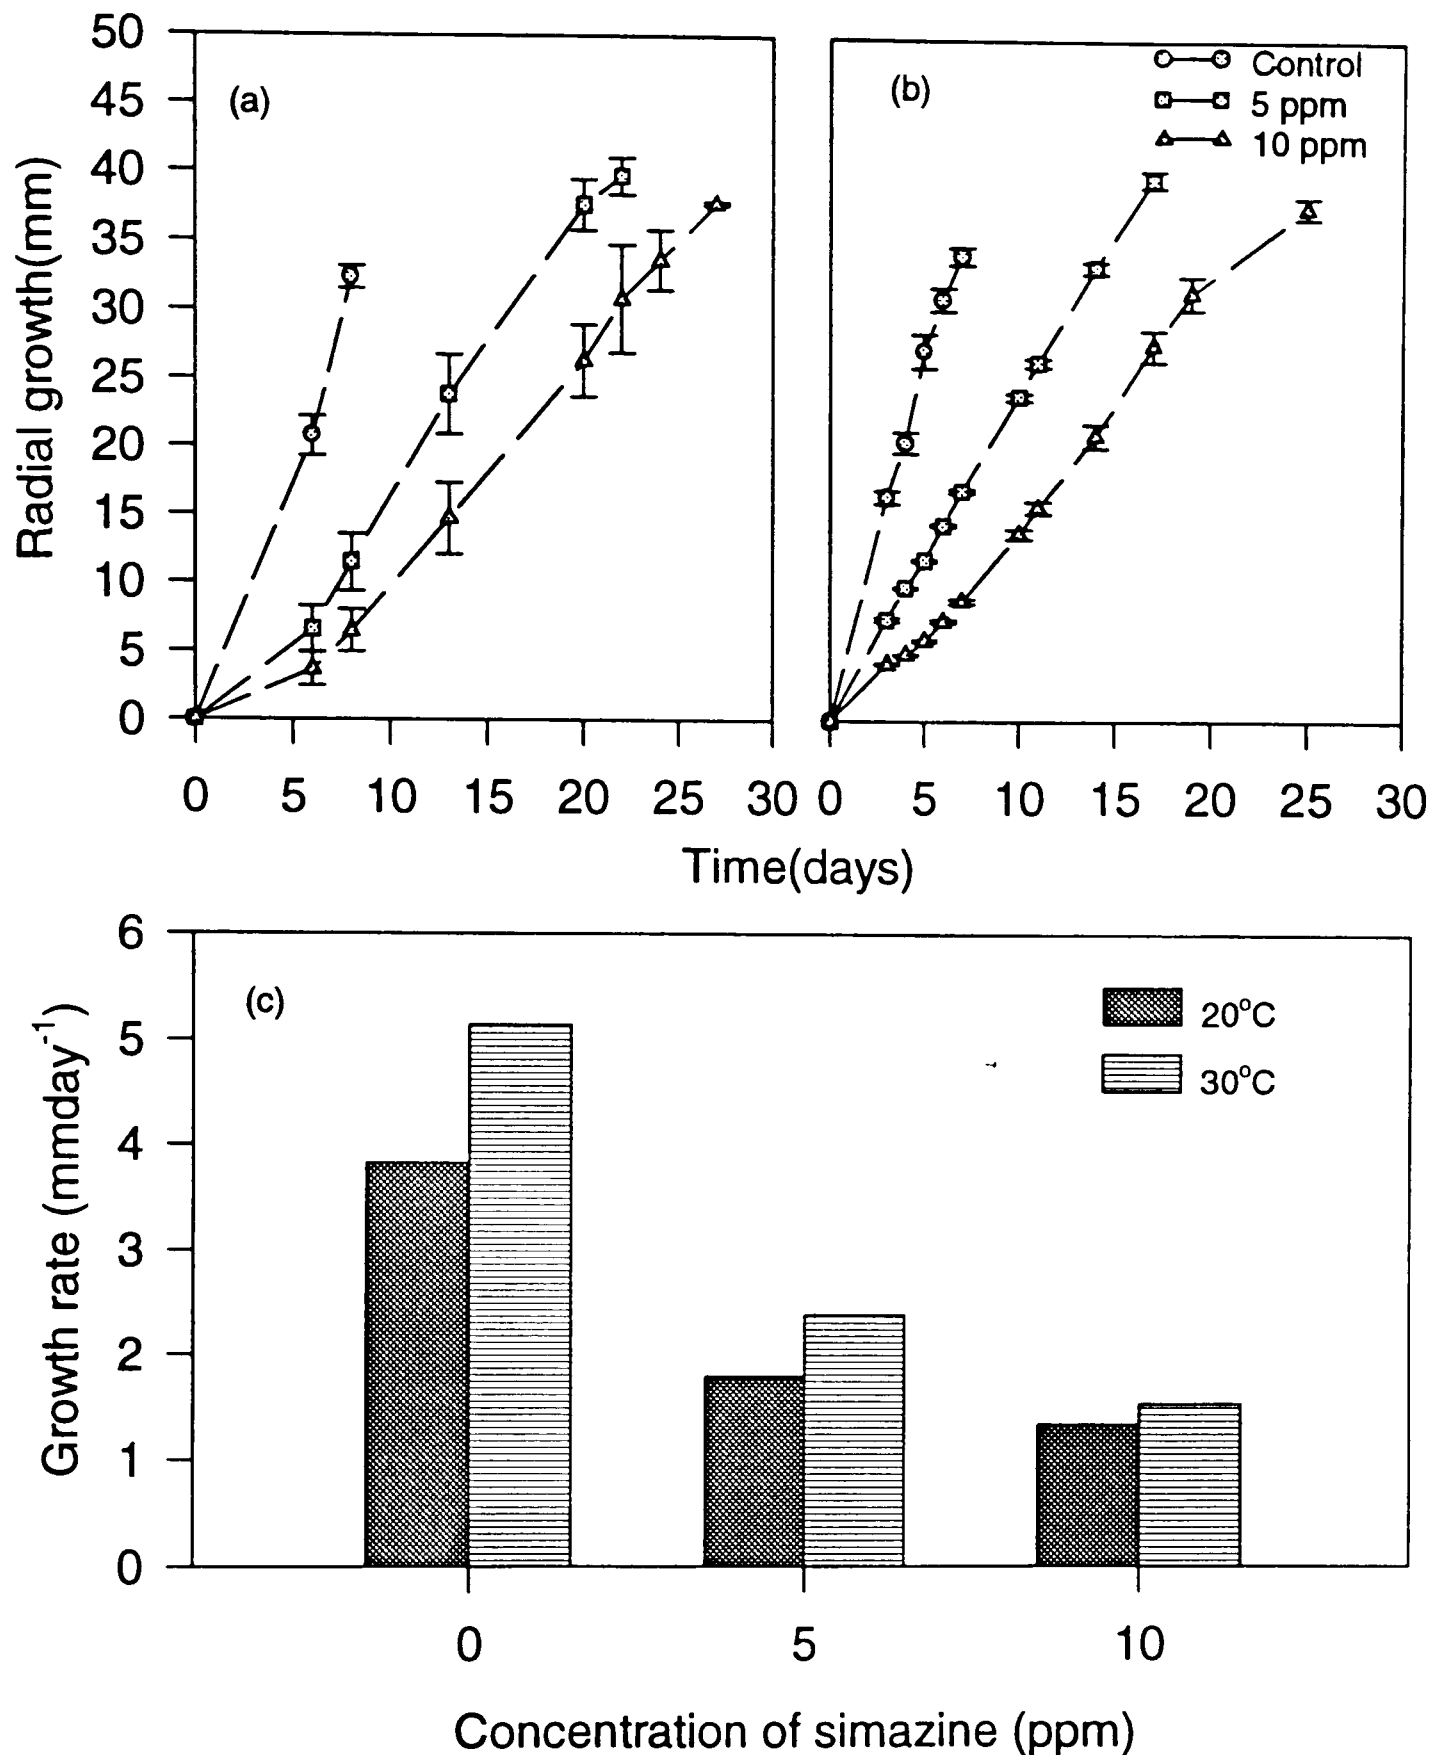 50
45
40
35
30
25
20
15
10
5
0
Radial growth(mm)
(a)
(b)
Control
5 ppm
10 ppm
0 5 10 15 20 25 30 0 5 10 15 20 25 30
Time(days)
6
5
4
3
2
1
0
Growth rate (mmday⁻¹)
(c)
20°C
30°C
0 5 10
Concentration of simazine (ppm)